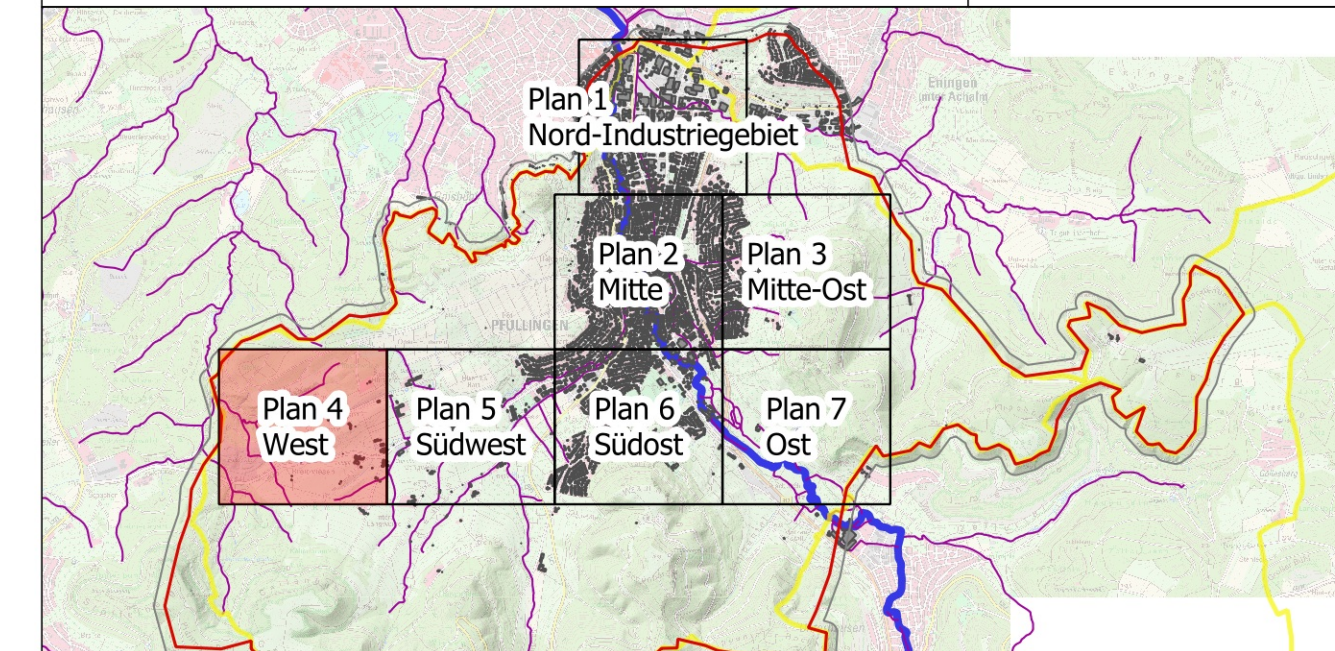 Eningen
unter Achalm
Plan 1
Nord-Industriegebiet
Plan 2
Mitte
Plan 3
Mitte-Ost
PFULLINGEN
Plan 4
West
Plan 5
Südwest
Plan 6
Südost
Plan 7
Ost